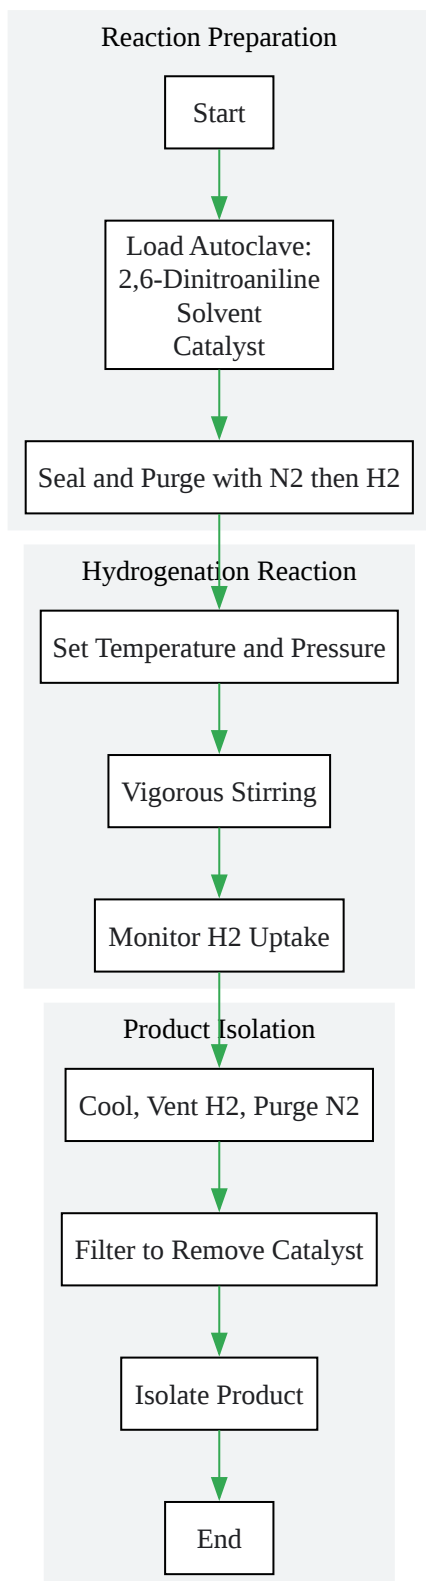 Reaction Preparation
Start
Load Autoclave:
2,6-Dinitroaniline
Solvent
Catalyst
Seal and Purge with N2 then H2
Hydrogenation Reaction
Set Temperature and Pressure
Vigorous Stirring
Monitor H2 Uptake
Product Isolation
Cool, Vent H2, Purge N2
Filter to Remove Catalyst
Isolate Product
End